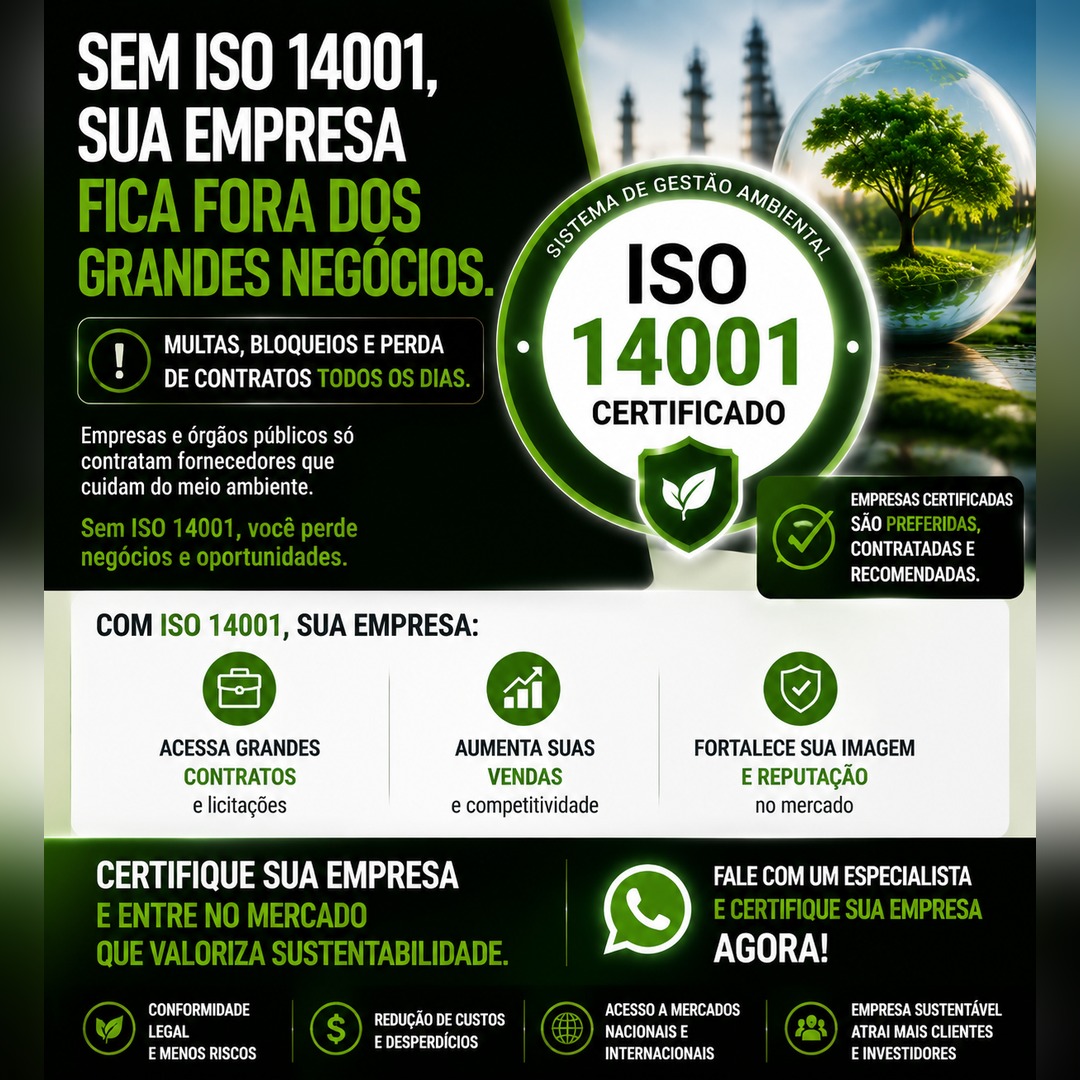 SEM ISO 14001,
SUA EMPRESA
FICA FORA DOS
GRANDES NEGÓCIOS.
!
MULTAS, BLOQUEIOS E PERDA
DE CONTRATOS TODOS OS DIAS.
Empresas e órgãos públicos só
contratam fornecedores que
cuidam do meio ambiente.
Sem ISO 14001, você perde
negócios e oportunidades.
SISTEMA DE GESTÃO AMBIENTAL
ISO
14001
CERTIFICADO
EMPRESAS CERTIFICADAS
SÃO PREFERIDAS,
CONTRATADAS E
RECOMENDADAS.
COM ISO 14001, SUA EMPRESA:
ACESSA GRANDES
CONTRATOS
e licitações
AUMENTA SUAS
VENDAS
e competitividade
FORTALECE SUA IMAGEM
E REPUTAÇÃO
no mercado
CERTIFIQUE SUA EMPRESA
E ENTRE NO MERCADO
QUE VALORIZA SUSTENTABILIDADE.
FALE COM UM ESPECIALISTA
E CERTIFIQUE SUA EMPRESA
AGORA!
CONFORMIDADE
LEGAL
E MENOS RISCOS
$
REDUÇÃO DE CUSTOS
E DESPERDÍCIOS
ACESSO A MERCADOS
NACIONAIS E
INTERNACIONAIS
EMPRESA SUSTENTÁVEL
ATRAI MAIS CLIENTES
E INVESTIDORES